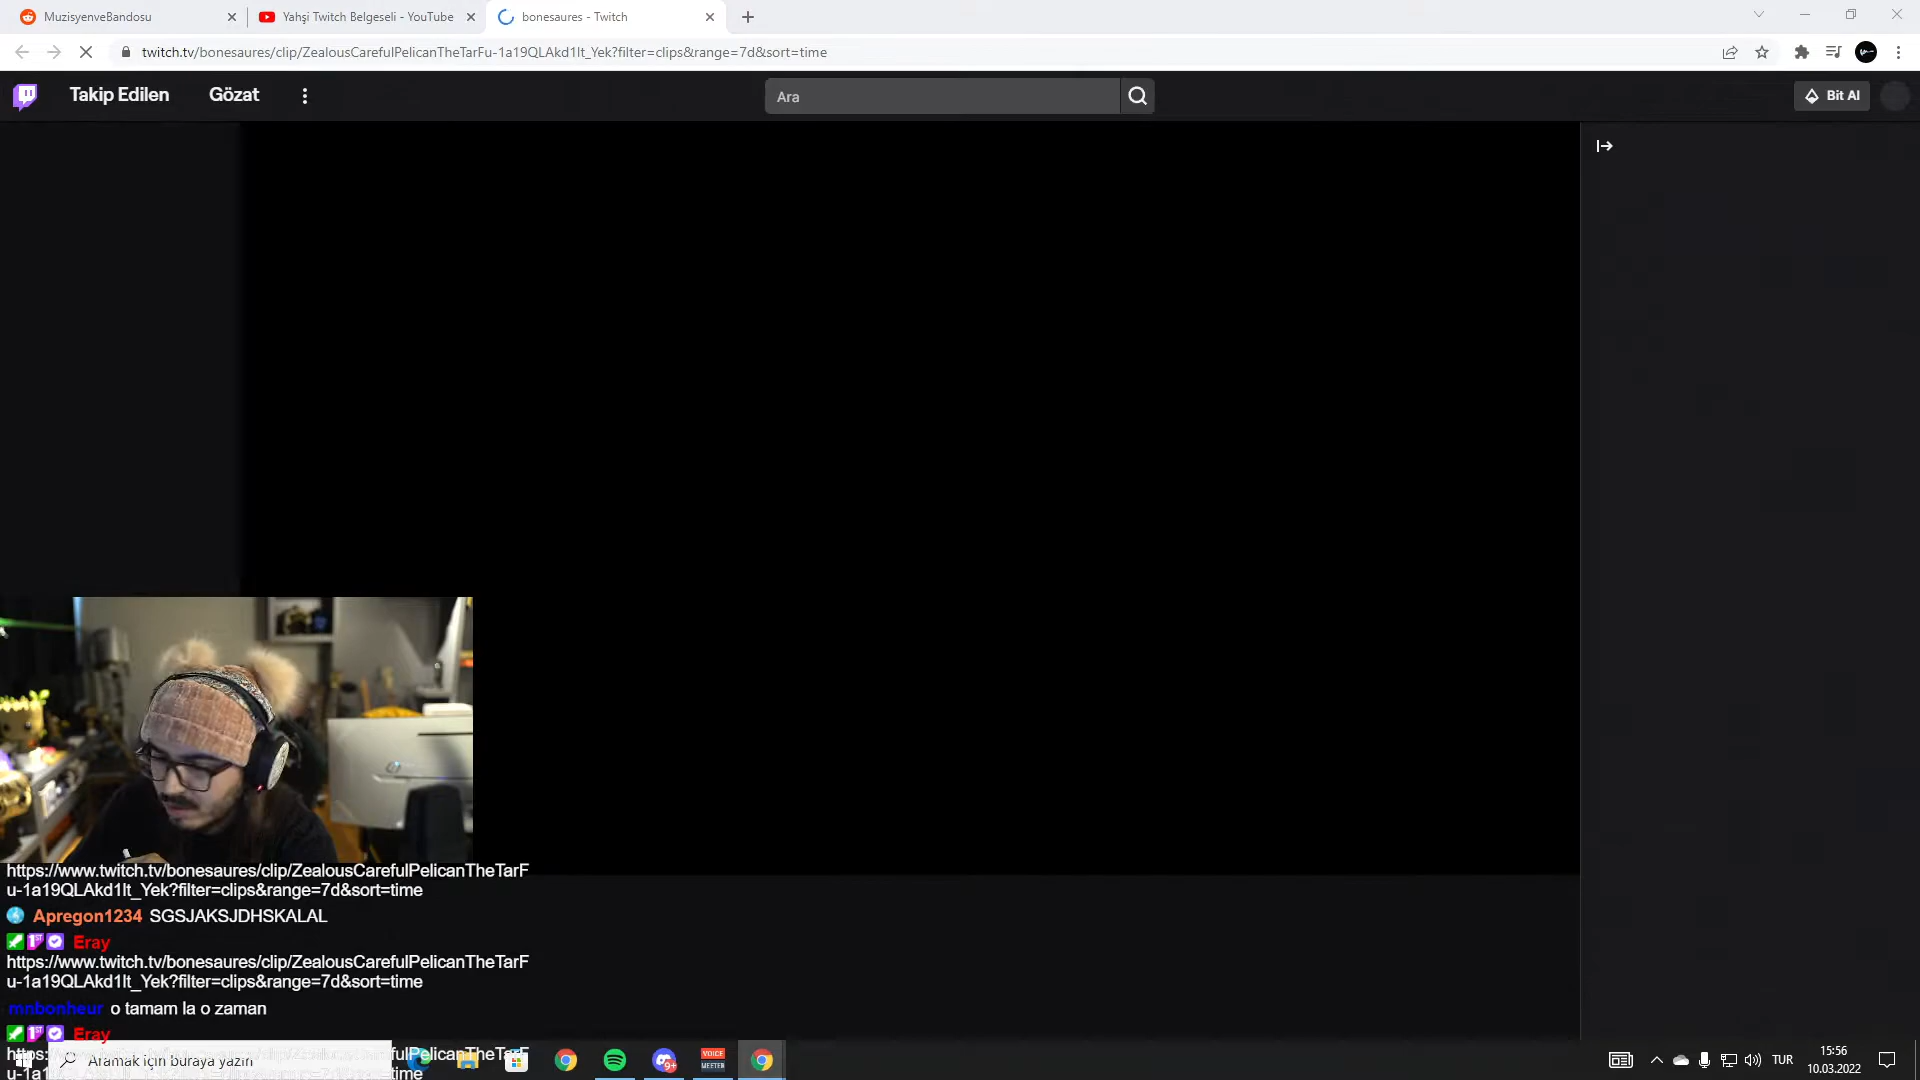 MuzisyenveBandosu
Yahşi Twitch Belgeseli - YouTube
bonesaures - Twitch
twitch.tv/bonesaures/clip/ZealousCarefulPelicanTheTarFu-1a19QLAkd1lt_Yek?filter=clips&range=7d&sort=time
Takip Edilen
Gözat
Ara
Bit Al
https://www.twitch.tv/bonesaures/clip/ZealousCarefulPelicanTheTarF
u-1a19QLAkd1lt_Yek?filter=clips&range=7d&sort=time
Apregon1234 SGSJAKSJDHSKALAL
Eray
https://www.twitch.tv/bonesaures/clip/ZealousCarefulPelicanTheTarF
u-1a19QLAkd1lt_Yek?filter=clips&range=7d&sort=time
mnbonheur o tamam la o zaman
Eray
Aramak için buraya yazın
9+
VOICE
MEETER
TUR
15:56
10.03.2022